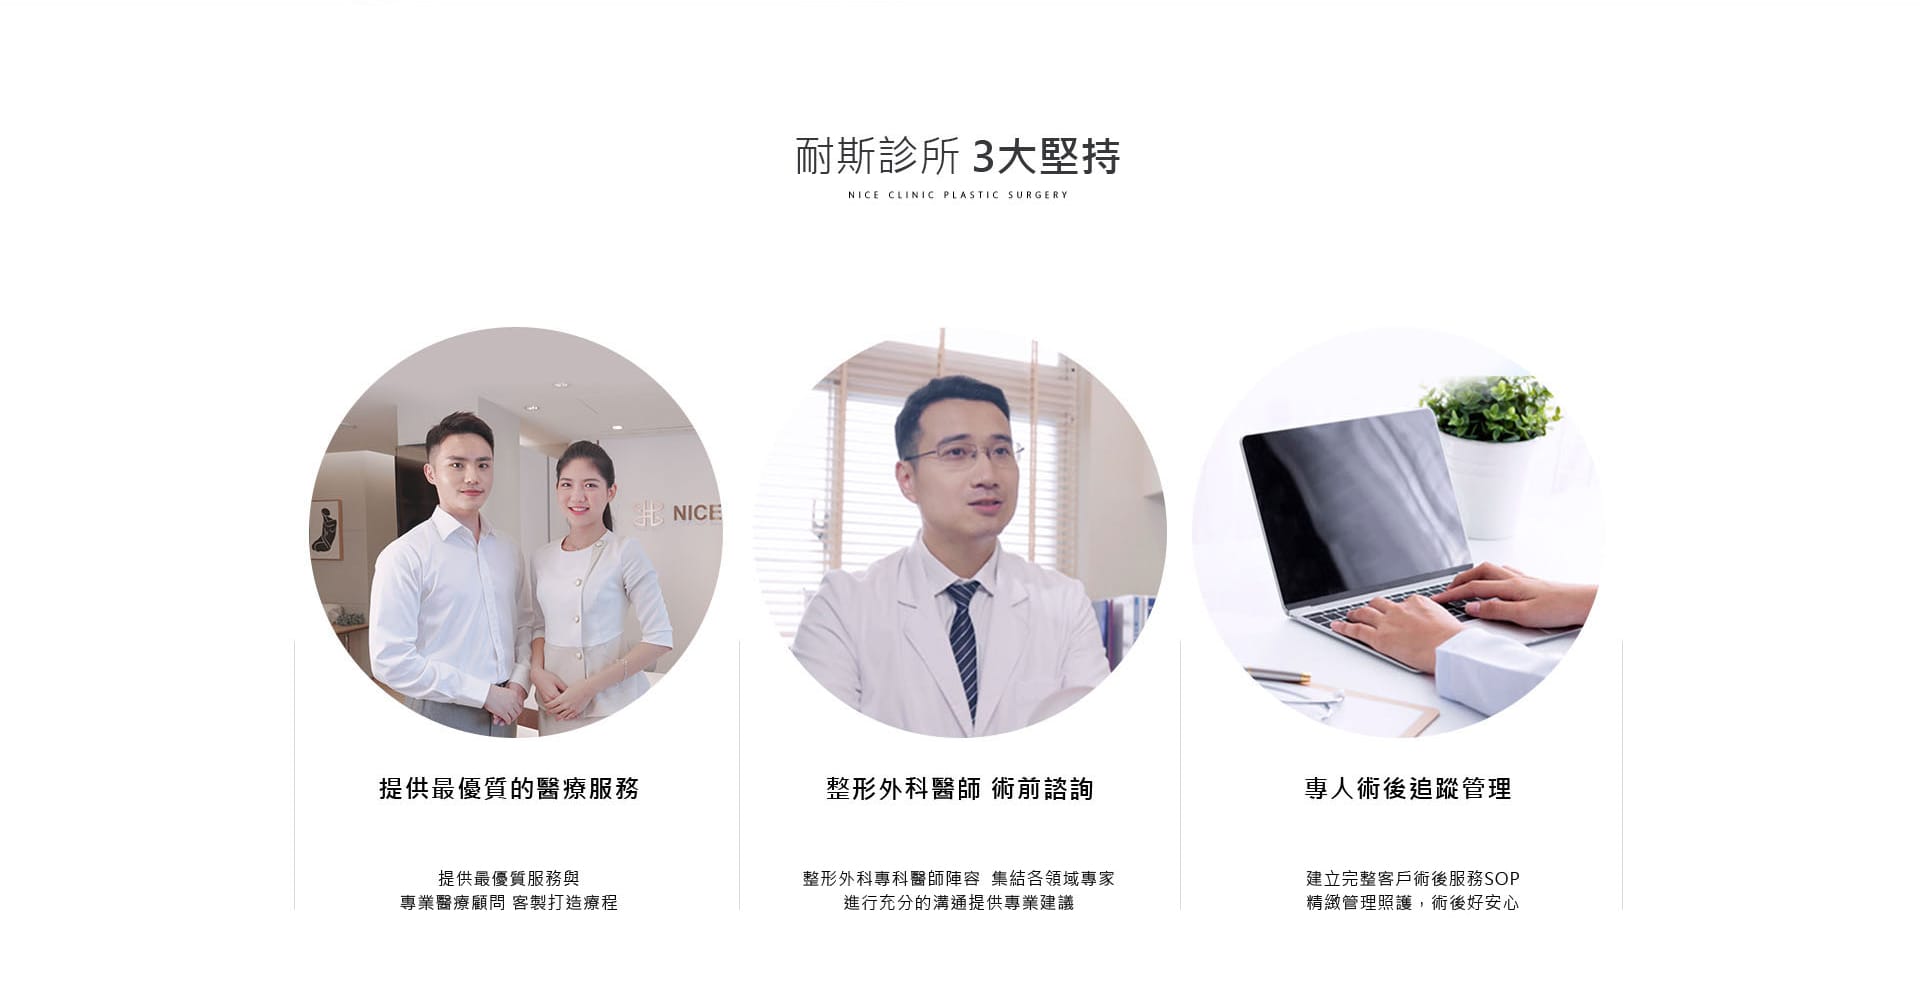 耐斯診所 3大堅持
NICE CLINIC PLASTIC SURGERY
NICE
提供最優質的醫療服務
整形外科醫師 術前諮詢
專人術後追蹤管理
提供最優質服務與
專業醫療顧問 客製打造療程
整形外科專科醫師陣容 集結各領域專家
進行充分的溝通提供專業建議
建立完整客戶術後服務SOP
精緻管理照護，術後好安心